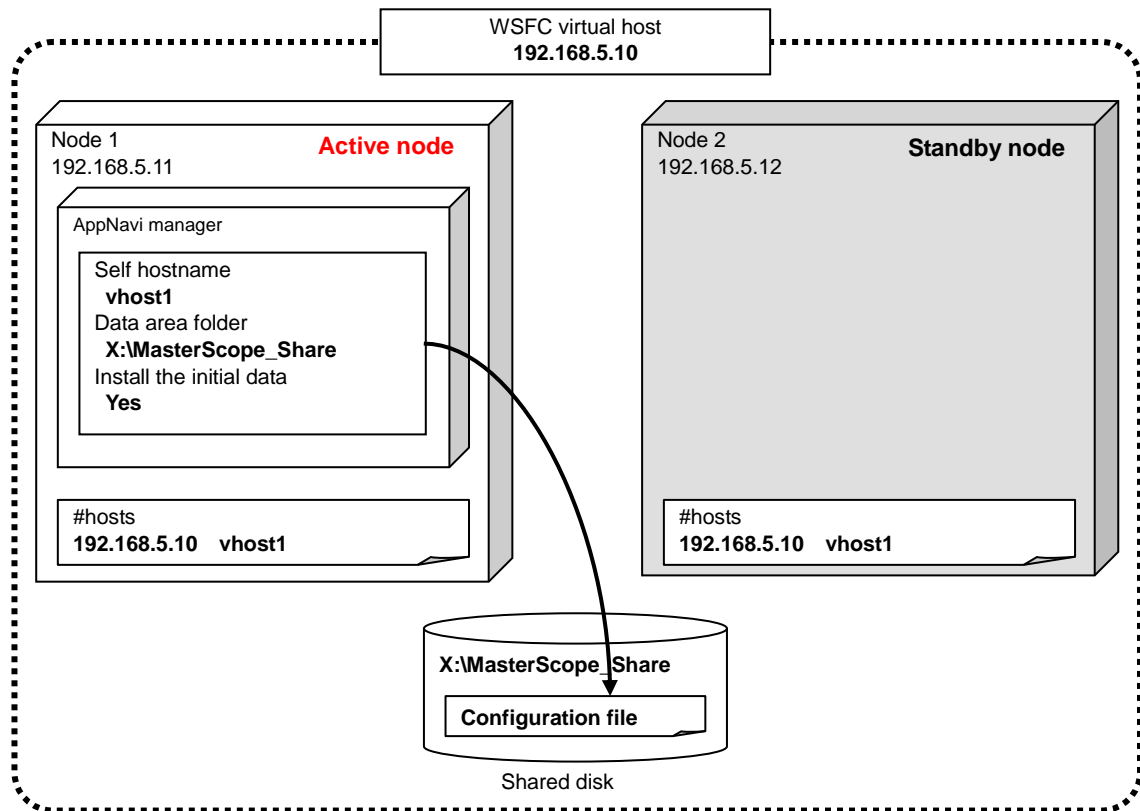 WSFC virtual host
192.168.5.10
Node 1
192.168.5.11
Active node
AppNavi manager
Self hostname
vhost1
Data area folder
X:\MasterScope_Share
Install the initial data
Yes
#hosts
192.168.5.10 vhost1
Node 2
192.168.5.12
Standby node
#hosts
192.168.5.10 vhost1
X:\MasterScope_Share
Configuration file
Shared disk